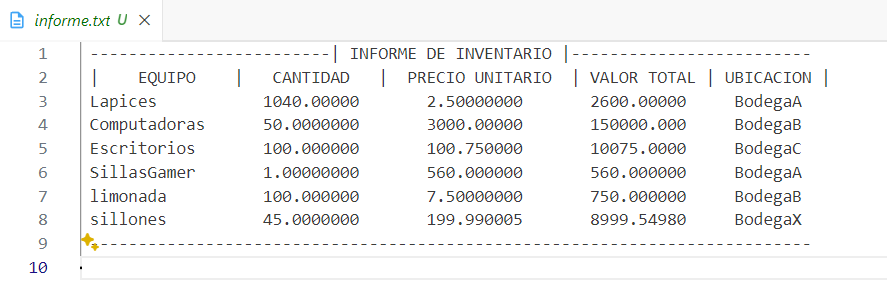 informe.txt U ×
1 -------------------------| INFORME DE INVENTARIO |-------------------------
2 |    EQUIPO    |   CANTIDAD   |  PRECIO UNITARIO  | VALOR TOTAL | UBICACION |
3 Lapices           1040.00000       2.50000000       2600.00000     BodegaA
4 Computadoras      50.0000000       3000.00000       150000.000     BodegaB
5 Escritorios       100.000000       100.750000       10075.0000     BodegaC
6 SillasGamer       1.00000000       560.000000       560.000000     BodegaA
7 limonada          100.000000       7.50000000       750.000000     BodegaB
8 sillones          45.0000000       199.990005       8999.54980     BodegaX
9 ---------------------------------------------------------------------------
10